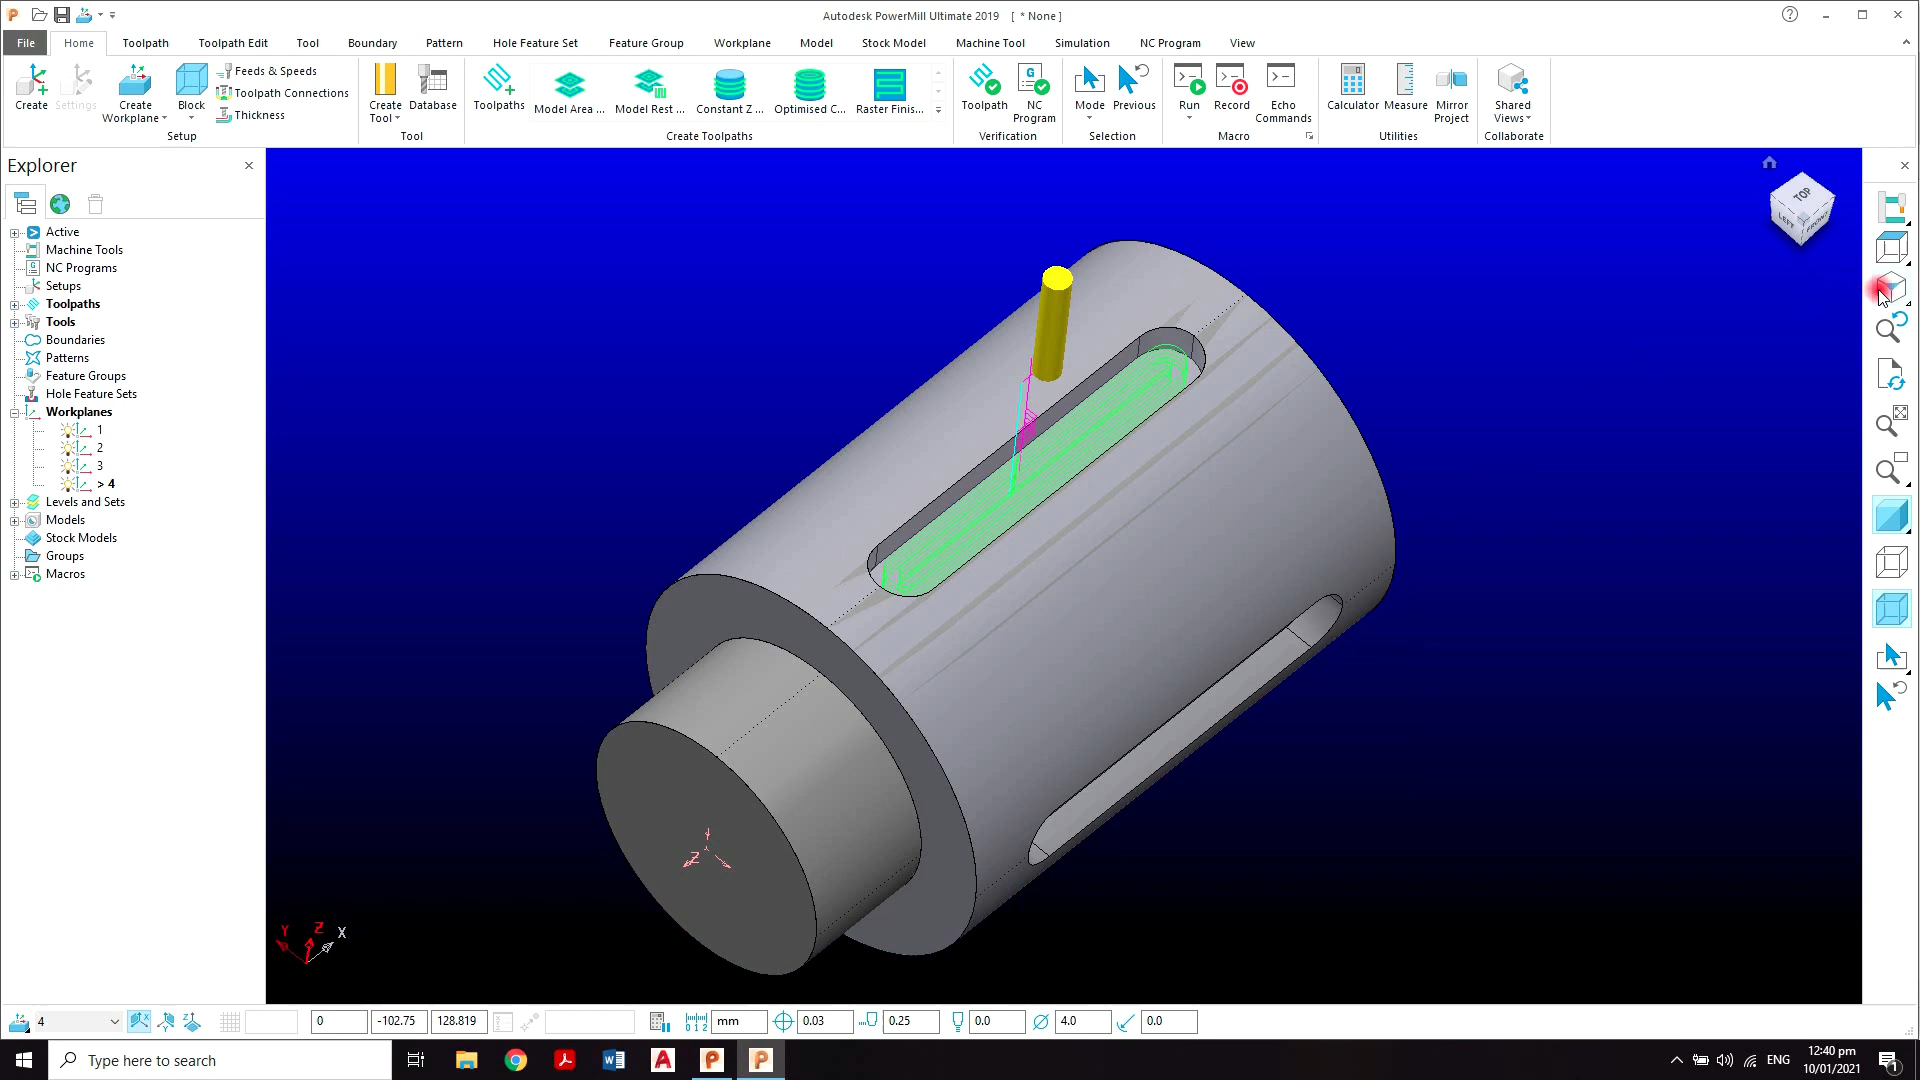 Autodesk PowerMill Ultimate 2019 [ * None ]
File Home Toolpath Toolpath Edit Tool Boundary Pattern Hole Feature Set Feature Group Workplane Model Stock Model Machine Tool Simulation NC Program View
Create
Settings
Create Workplane
Block
Feeds & Speeds
Toolpath Connections
Thickness
Setup
Create Tool
Database
Tool
Toolpaths
Model Area ...
Model Rest ...
Constant Z ...
Optimised C...
Raster Finis...
Create Toolpaths
Toolpath
NC Program
Verification
Mode
Previous
Selection
Run
Record
Echo Commands
Macro
Calculator
Measure
Mirror Project
Utilities
Shared Views
Collaborate
Explorer
Active
Machine Tools
NC Programs
Setups
Toolpaths
Tools
Boundaries
Patterns
Feature Groups
Hole Feature Sets
Workplanes
1
2
3
> 4
Levels and Sets
Models
Stock Models
Groups
Macros
TOP
LEFT
FRONT
Z
Y Z X
4 0 -102.75 128.819 mm 0.03 0.25 0.0 4.0 0.0
Type here to search
ENG
12:40 pm
10/01/2021
1